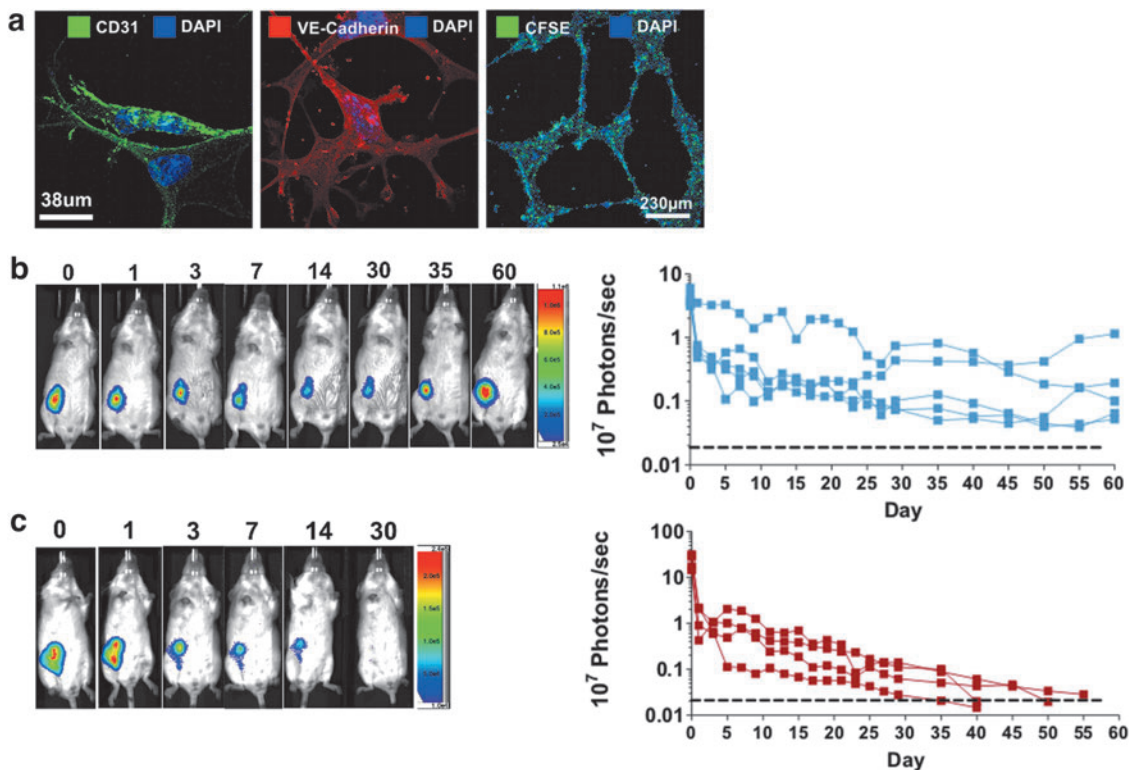 a
CD31 DAPI
VE-Cadherin DAPI
CFSE DAPI
38um
230µm
b
0 1 3 7 14 30 35 60
10⁷ Photons/sec
10
1
0.1
0.01
0 5 10 15 20 25 30 35 40 45 50 55 60
Day
c
0 1 3 7 14 30
10⁷ Photons/sec
100
10
1
0.1
0.01
0 5 10 15 20 25 30 35 40 45 50 55 60
Day